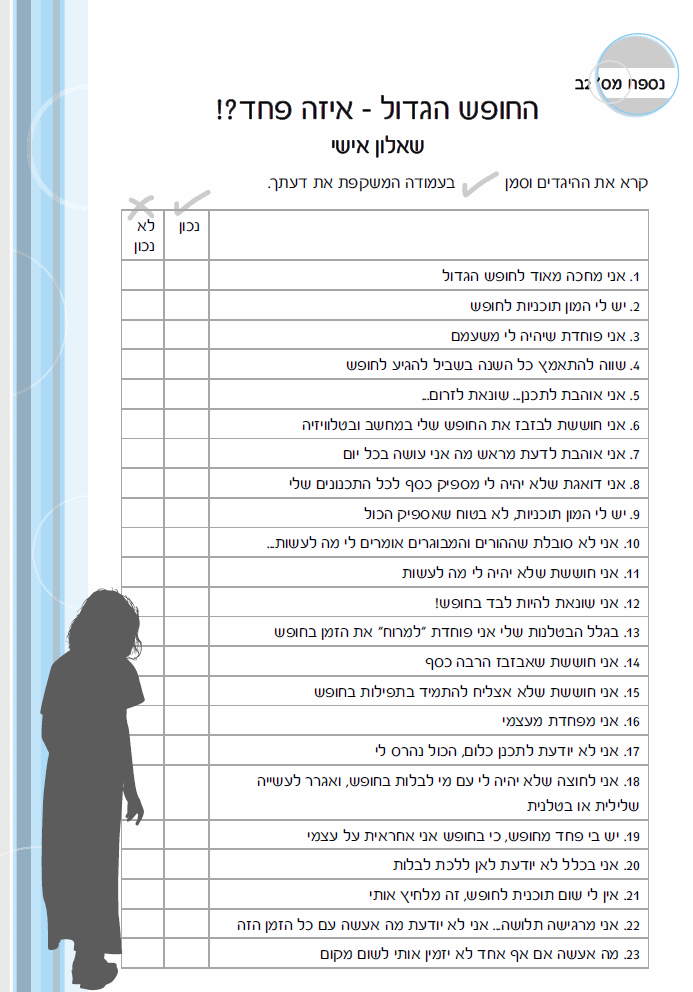 נספח מס' 2ב
החופש הגדול - איזה פחד?!
שאלון אישי
קרא את ההיגדים וסמן בעמודה המשקפת את דעתך.
נכון
לא נכון
1. אני מחכה מאוד לחופש הגדול
2. יש לי המון תוכניות לחופש
3. אני פוחדת שיהיה לי משעמם
4. שווה להתאמץ כל השנה בשביל להגיע לחופש
5. אני אוהבת לתכנן... שונאת לזרום...
6. אני חוששת לבזבז את החופש שלי במחשב ובטלוויזיה
7. אני אוהבת לדעת מראש מה אני עושה בכל יום
8. אני דואגת שלא יהיה לי מספיק כסף לכל התכנונים שלי
9. יש לי המון תוכניות, לא בטוח שאספיק הכול
10. אני לא סובלת שההורים והמבוגרים אומרים לי מה לעשות...
11. אני חוששת שלא יהיה לי מה לעשות
12. אני שונאת להיות לבד בחופש!
13. בגלל הבטלנות שלי אני פוחדת "למרוח" את הזמן בחופש
14. אני חוששת שאבזבז הרבה כסף
15. אני חוששת שלא אצליח להתמיד בתפילות בחופש
16. אני מפחדת מעצמי
17. אני לא יודעת לתכנן כלום, הכול נהרס לי
18. אני לחוצה שלא יהיה לי עם מי לבלות בחופש, ואגרר לעשייה
שלילית או בטלנית
19. יש בי פחד מחופש, כי בחופש אני אחראית על עצמי
20. אני בכלל לא יודעת לאן ללכת לבלות
21. אין לי שום תוכנית לחופש, זה מלחיץ אותי
22. אני מרגישה תלושה... אני לא יודעת מה אעשה עם כל הזמן הזה
23. מה אעשה אם אף אחד לא יזמין אותי לשום מקום